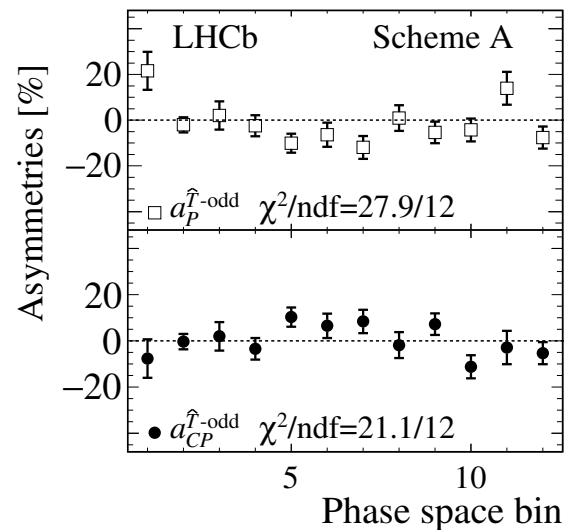 LHCb Scheme A
Asymmetries [%]
20
0
−20
a_P^{T̂-odd} χ²/ndf=27.9/12
20
0
−20
a_{CP}^{T̂-odd} χ²/ndf=21.1/12
5 10
Phase space bin